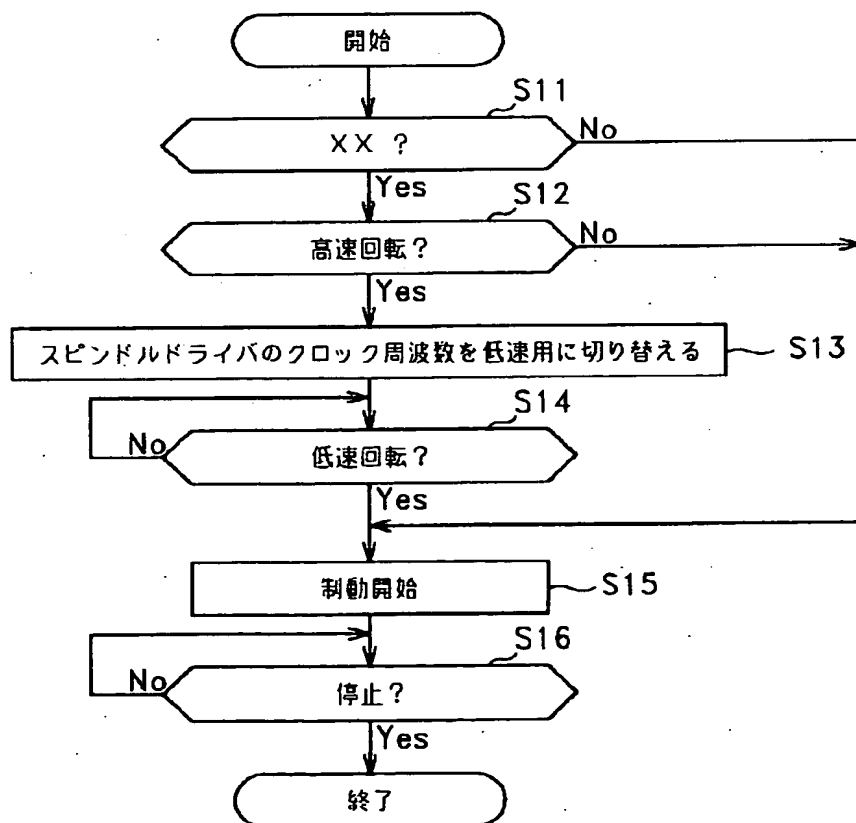 開始
S11
XX ?
No
Yes
S12
高速回転?
No
Yes
スピンドルドライバのクロック周波数を低速用に切り替える
S13
S14
No
低速回転?
Yes
制動開始
S15
S16
No
停止?
Yes
終了